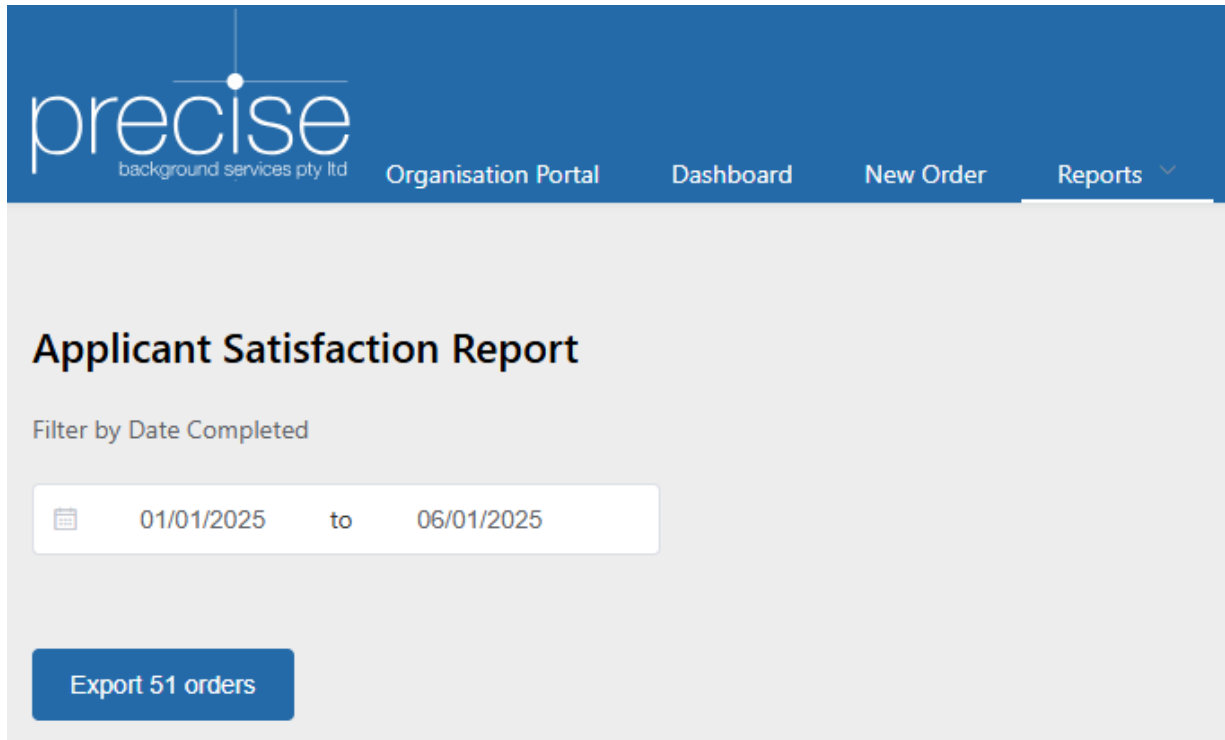 precise
background services pty ltd
Organisation Portal Dashboard New Order Reports
Applicant Satisfaction Report
Filter by Date Completed
01/01/2025 to 06/01/2025
Export 51 orders